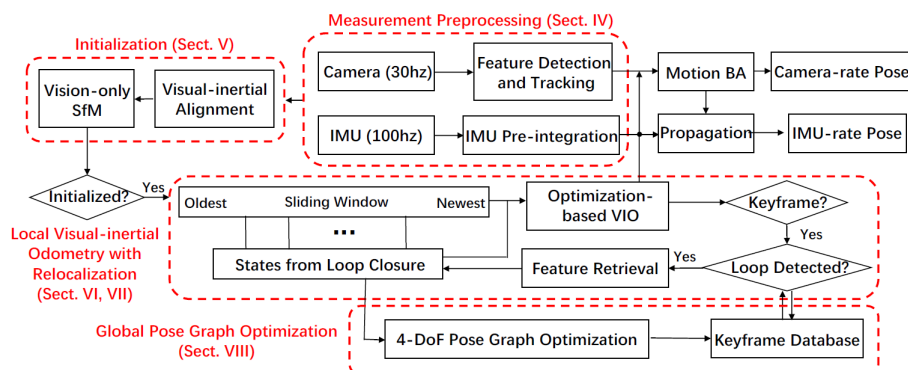 Measurement Preprocessing (Sect. IV)
Initialization (Sect. V)
Vision-only
SfM
Visual-inertial
Alignment
Camera (30hz)
Feature Detection
and Tracking
Motion BA
Camera-rate Pose
IMU (100hz)
IMU Pre-integration
Propagation
IMU-rate Pose
Initialized?
Yes
Oldest
Sliding Window
Newest
...
Optimization-
based VIO
Keyframe?
Yes
Local Visual-inertial
Odometry with
Relocalization
(Sect. VI, VII)
States from Loop Closure
Feature Retrieval
Yes
Loop Detected?
Global Pose Graph Optimization
(Sect. VIII)
4-DoF Pose Graph Optimization
Keyframe Database